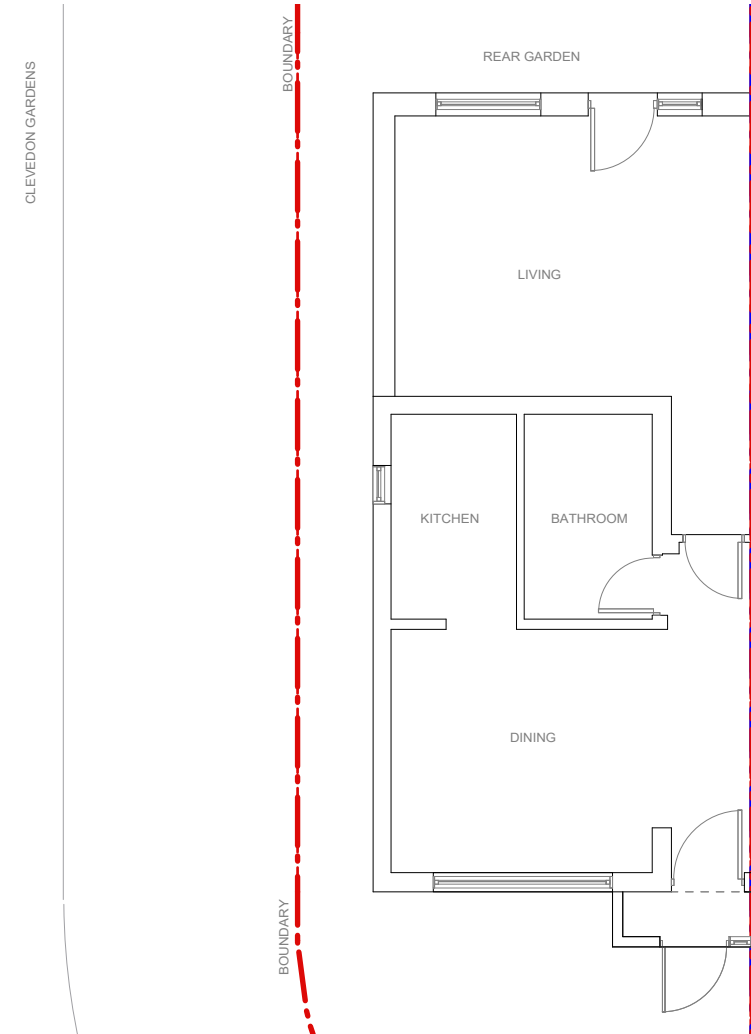 CLEVEDON GARDENS
BOUNDARY
REAR GARDEN
LIVING
KITCHEN
BATHROOM
DINING
BOUNDARY